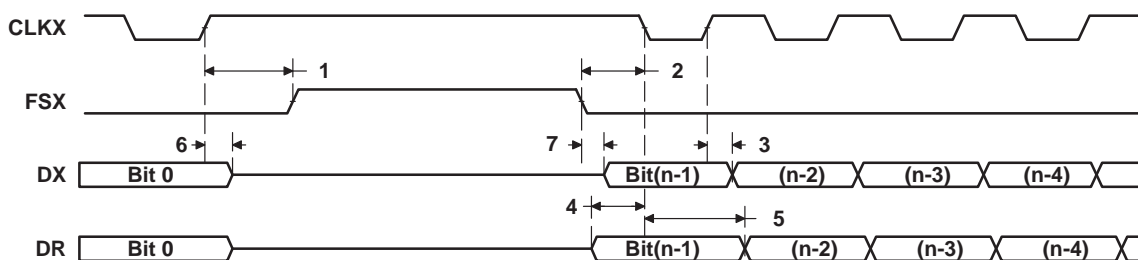 CLKX
1 2
FSX
6 7 3
DX Bit 0 Bit(n-1) (n-2) (n-3) (n-4)
4 5
DR Bit 0 Bit(n-1) (n-2) (n-3) (n-4)